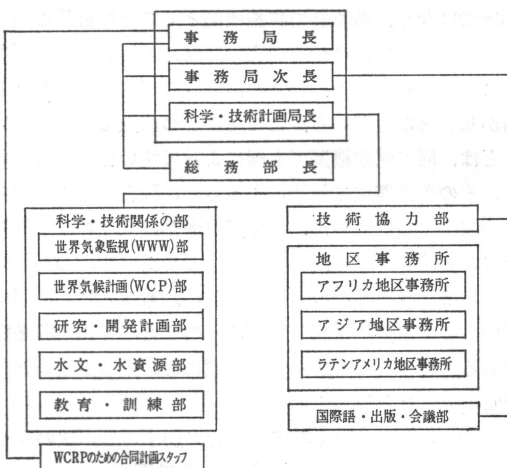 事務局長
事務局次長
科学・技術計画局長
総務部長
科学・技術関係の部
世界気象監視(WWW)部
世界気候計画(WCP)部
研究・開発計画部
水文・水資源部
教育・訓練部
WCRPのための合同計画スタッフ
技術協力部
地区事務所
アフリカ地区事務所
アジア地区事務所
ラテンアメリカ地区事務所
国際語・出版・会議部